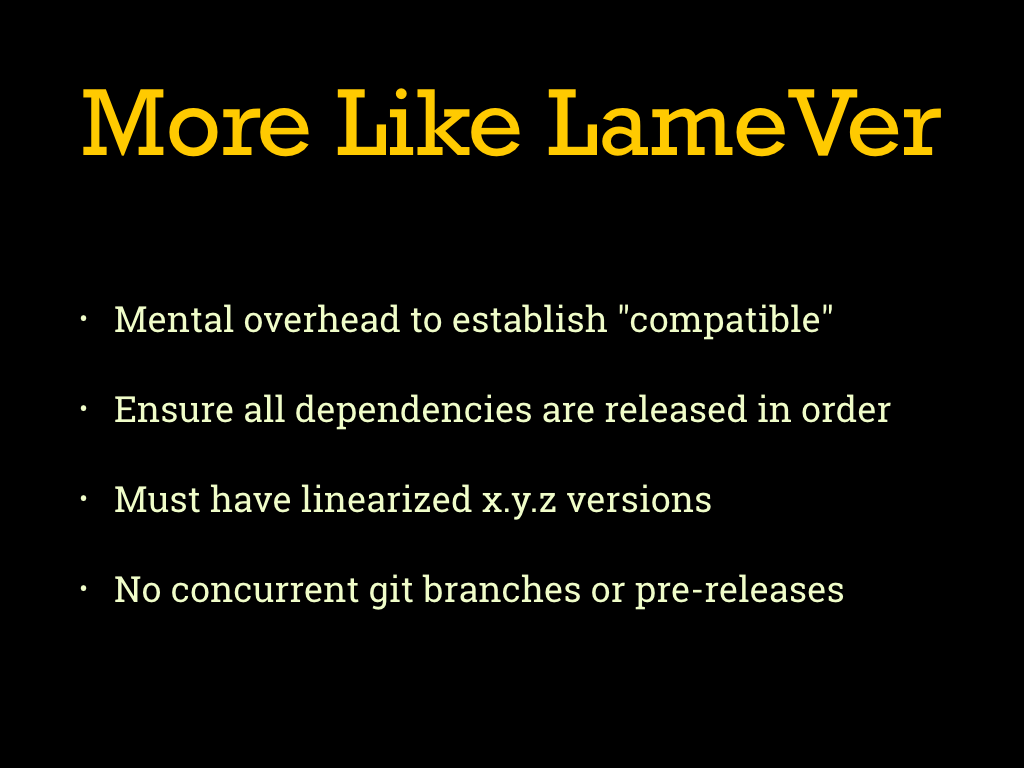 More Like LameVer
• Mental overhead to establish "compatible"
• Ensure all dependencies are released in order
• Must have linearized x.y.z versions
• No concurrent git branches or pre-releases